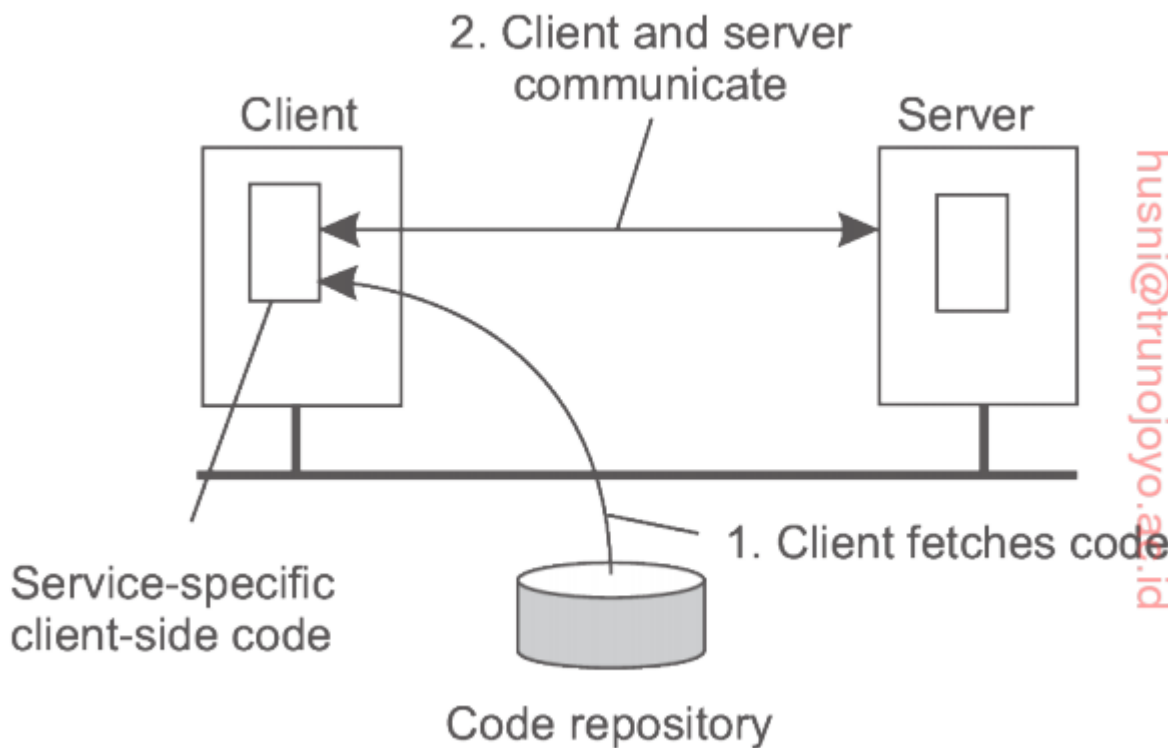 2. Client and server
communicate
Client
Server
1. Client fetches code
Service-specific
client-side code
Code repository
husni@trunojoyo.ac.id